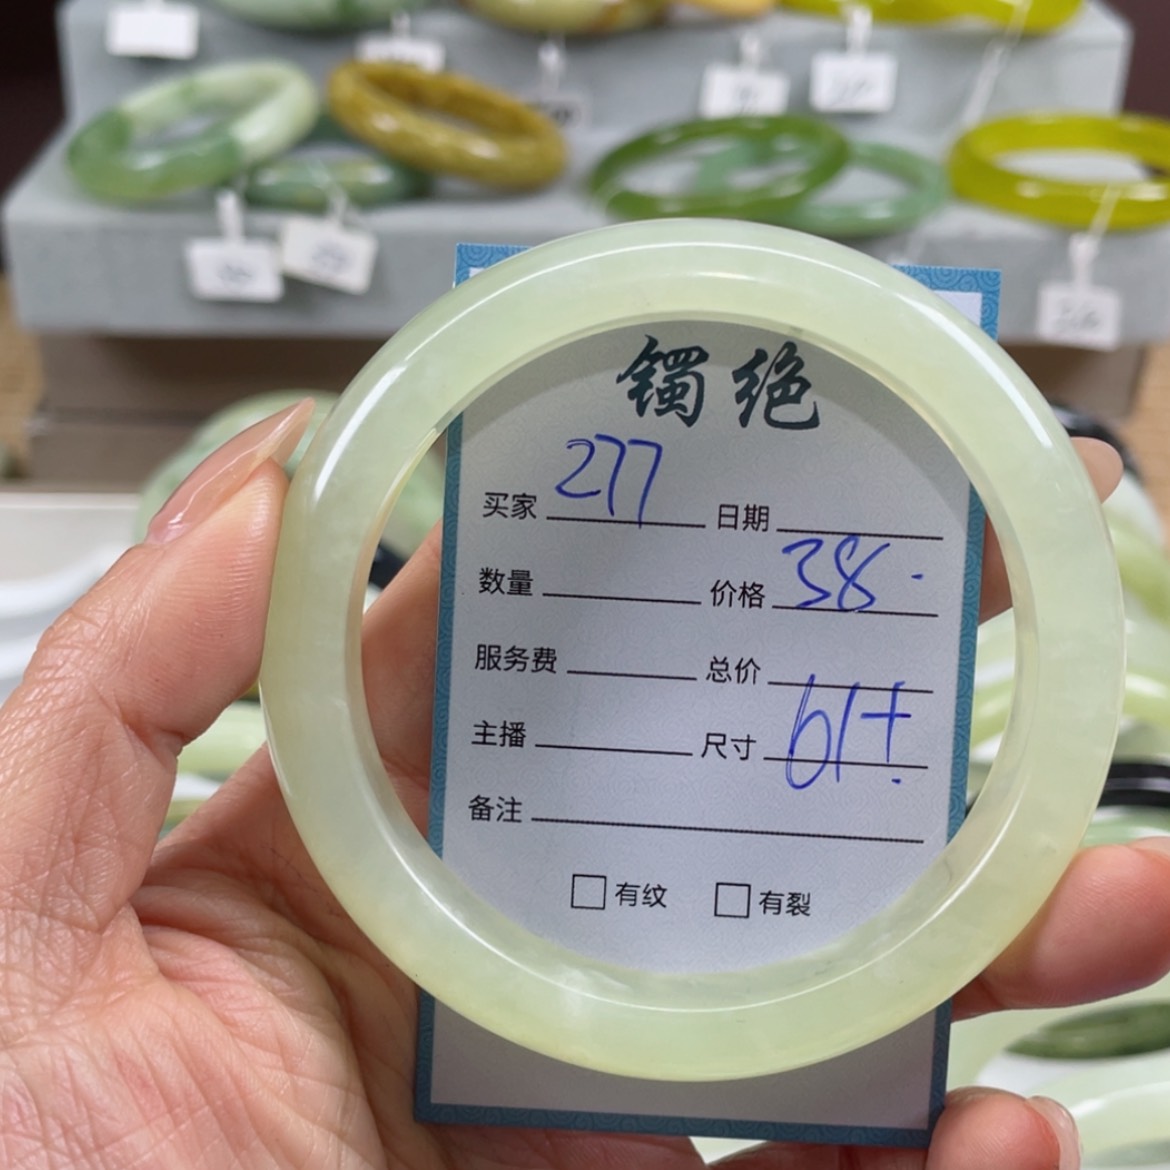 镯绝
买家 277 日期
数量 价格 38.
服务费 总价
主播 尺寸 61+
备注
有纹 有裂